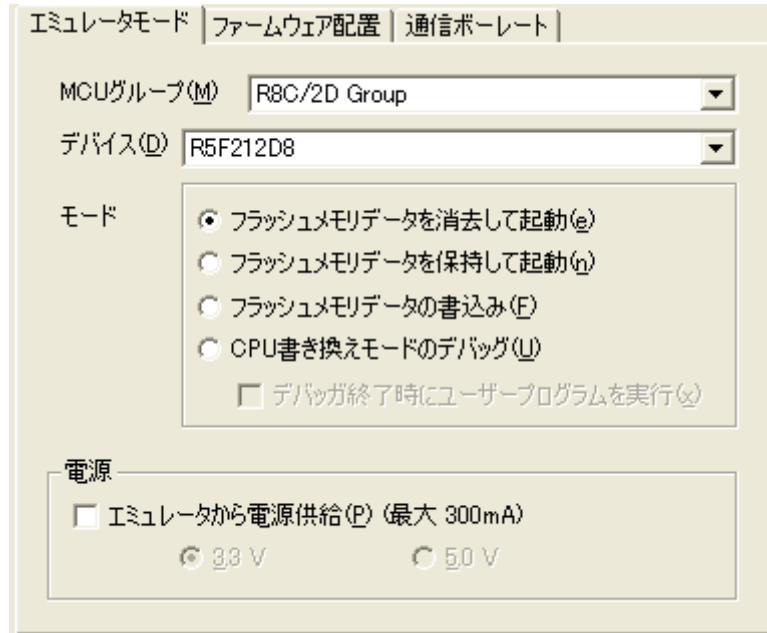 エミュレータモード ファームウェア配置 通信ボーレート
MCUグループ(M) R8C/2D Group
デバイス(D) R5F212D8
モード
フラッシュメモリデータを消去して起動(e)
フラッシュメモリデータを保持して起動(n)
フラッシュメモリデータの書込み(F)
CPU書き換えモードのデバッグ(U)
デバッガ終了時にユーザープログラムを実行(x)
電源
エミュレータから電源供給(P) (最大 300mA)
3.3 V 5.0 V